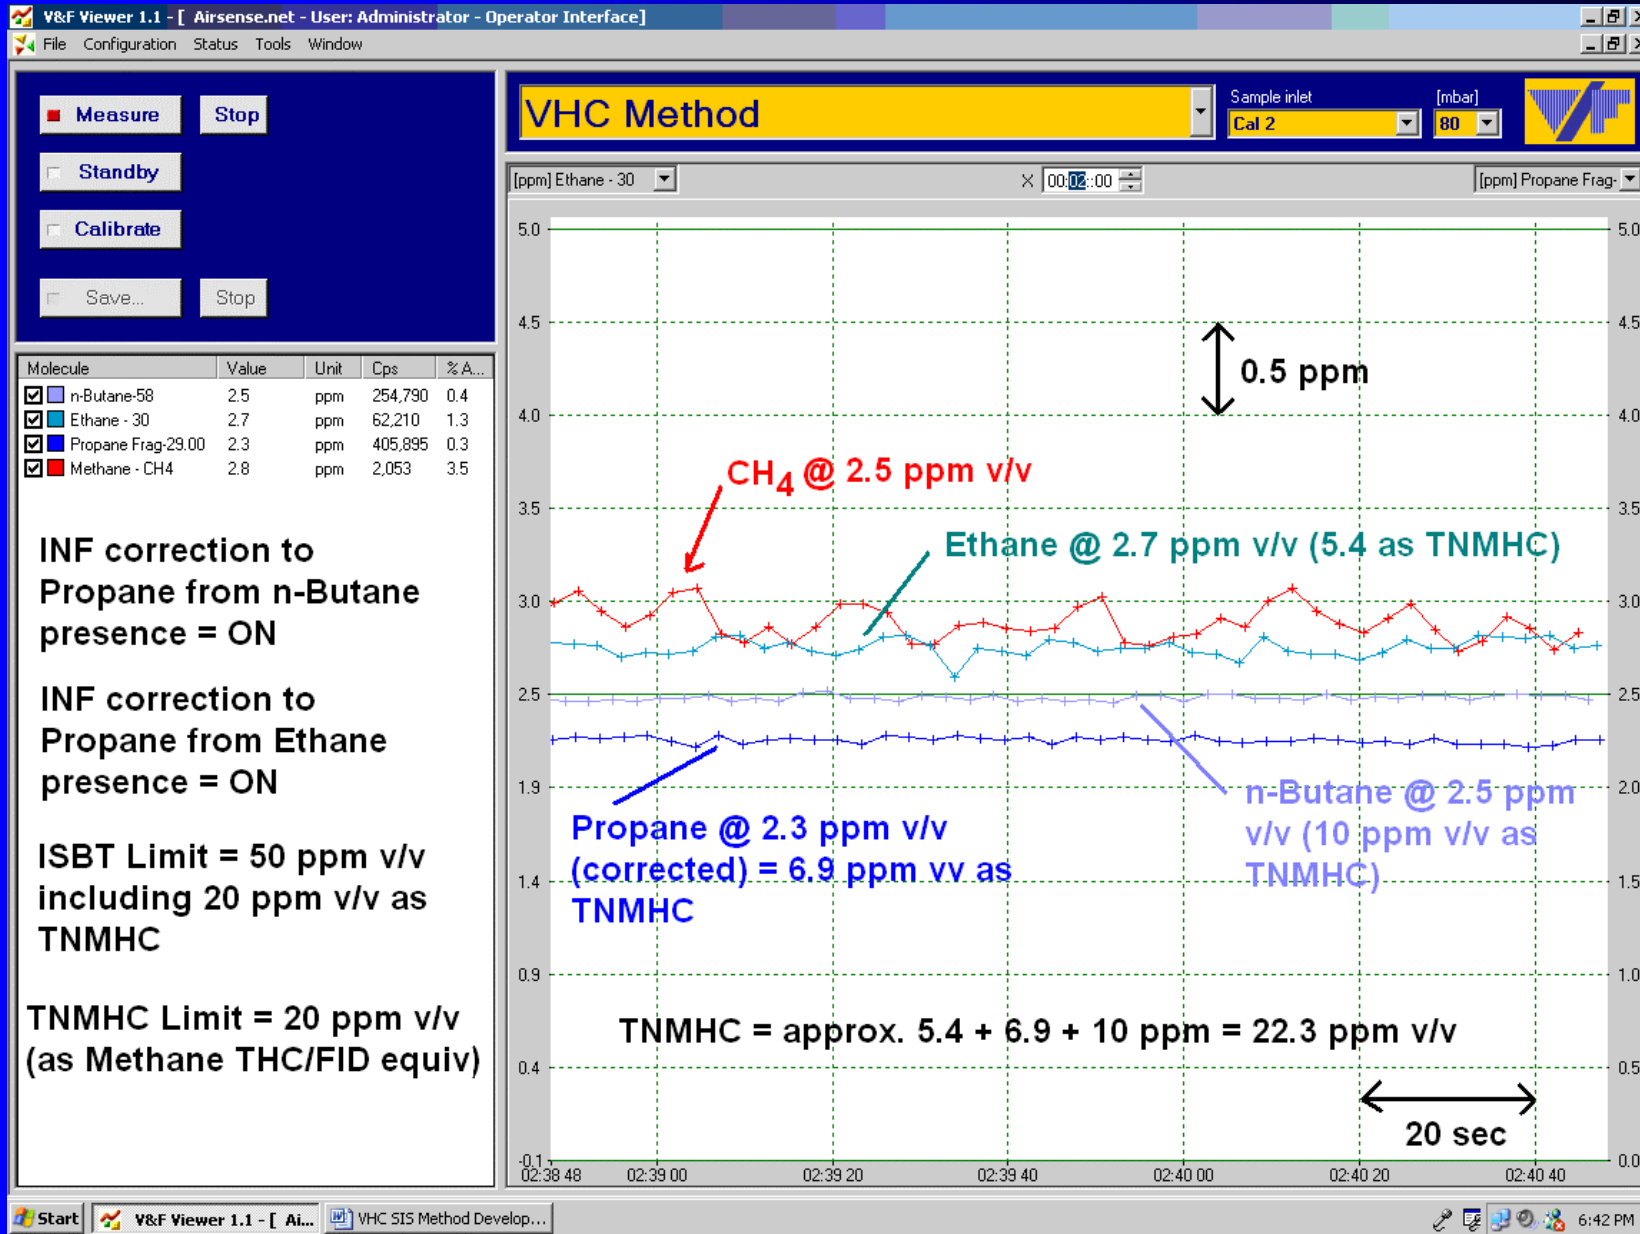 V&F Viewer 1.1 - [ Airsense.net - User: Administrator - Operator Interface]
File Configuration Status Tools Window
Measure Stop
Standby
Calibrate
Save... Stop
VHC Method
Sample inlet [mbar]
Cal 2 80
[ppm] Ethane - 30 X 00:02::00 [ppm] Propane Frag-
Molecule Value Unit Cps % A...
n-Butane-58 2.5 ppm 254,790 0.4
Ethane - 30 2.7 ppm 62,210 1.3
Propane Frag-29.00 2.3 ppm 405,895 0.3
Methane - CH4 2.8 ppm 2,053 3.5
INF correction to
Propane from n-Butane
presence = ON
INF correction to
Propane from Ethane
presence = ON
ISBT Limit = 50 ppm v/v
including 20 ppm v/v as
TNMHC
TNMHC Limit = 20 ppm v/v
(as Methane THC/FID equiv)
5.0 5.0
4.5 4.5
0.5 ppm
4.0 4.0
CH4 @ 2.5 ppm v/v
3.5 3.5
Ethane @ 2.7 ppm v/v (5.4 as TNMHC)
3.0 3.0
2.5 2.5
1.9 2.0
n-Butane @ 2.5 ppm
v/v (10 ppm v/v as
TNMHC)
Propane @ 2.3 ppm v/v
(corrected) = 6.9 ppm vv as
TNMHC
1.4 1.5
0.9 1.0
TNMHC = approx. 5.4 + 6.9 + 10 ppm = 22.3 ppm v/v
0.4 0.5
20 sec
-0.1 0.0
02:38 48 02:39 00 02:39 20 02:39 40 02:40 00 02:40 20 02:40 40
Start V&F Viewer 1.1 - [ Ai... VHC SIS Method Develop... 6:42 PM